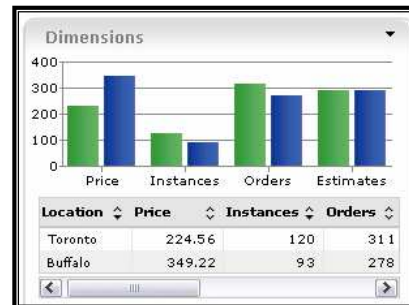 Dimensions
400
300
200
100
0
Price Instances Orders Estimates
Location Price Instances Orders
Toronto 224.56 120 311
Buffalo 349.22 93 278